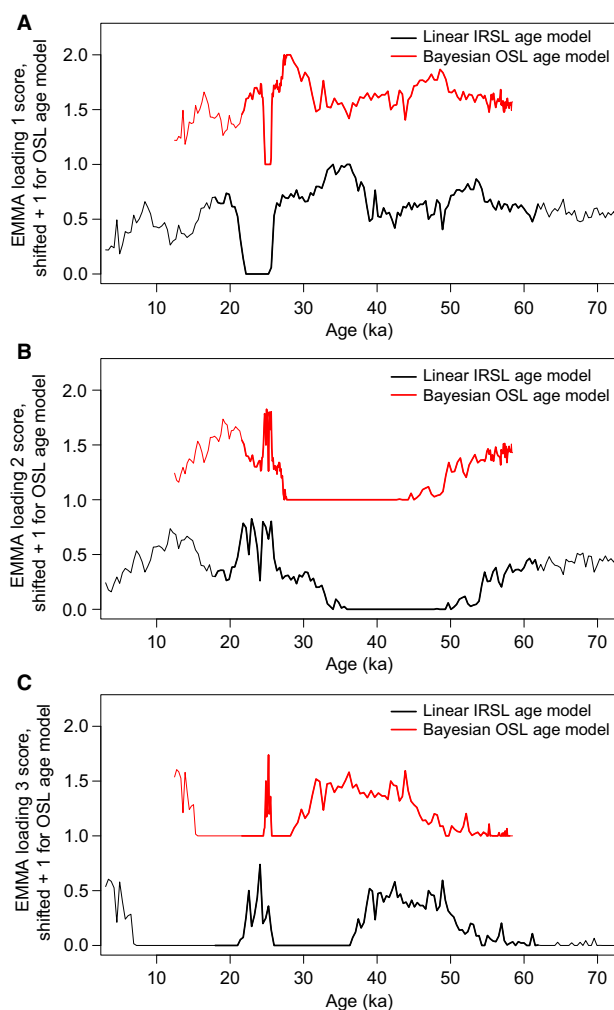 A
EMMA loading 1 score,
shifted + 1 for OSL age model
2.0
1.5
1.0
0.5
0.0
Linear IRSL age model
Bayesian OSL age model
10 20 30 40 50 60 70
Age (ka)
B
EMMA loading 2 score,
shifted + 1 for OSL age model
2.0
1.5
1.0
0.5
0.0
Linear IRSL age model
Bayesian OSL age model
10 20 30 40 50 60 70
Age (ka)
C
EMMA loading 3 score,
shifted + 1 for OSL age model
2.0
1.5
1.0
0.5
0.0
Linear IRSL age model
Bayesian OSL age model
10 20 30 40 50 60 70
Age (ka)